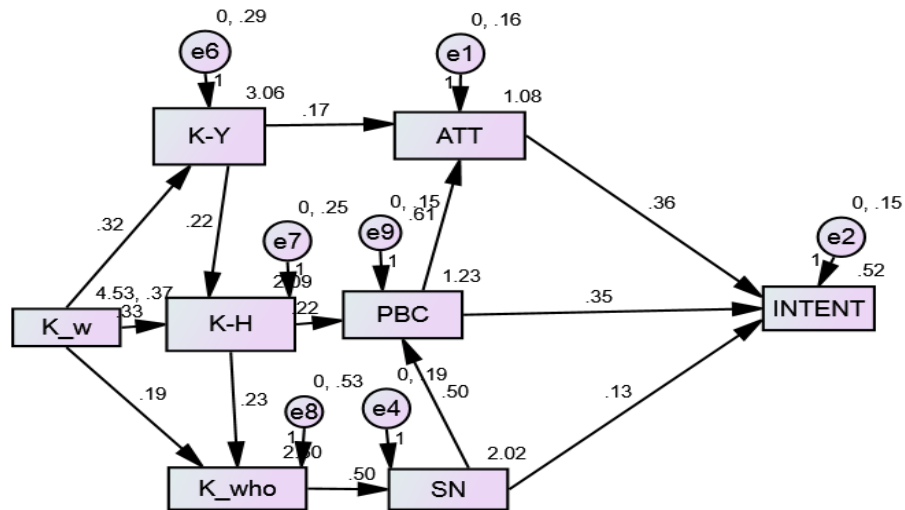 0, .29
e6
1
3.06
K-Y
.17
0, .16
e1
1
1.08
ATT
.32
.22
0, .25
e7
1
2.09
0, .15
e9
1
.61
1.23
.36
0, .15
e2
1
.52
4.53, .37
K_w
.33
K-H
.22
PBC
.35
INTENT
.19
.23
0, .53
e8
1
0, .19
e4
1
.50
.13
K_who
.50
2.02
SN